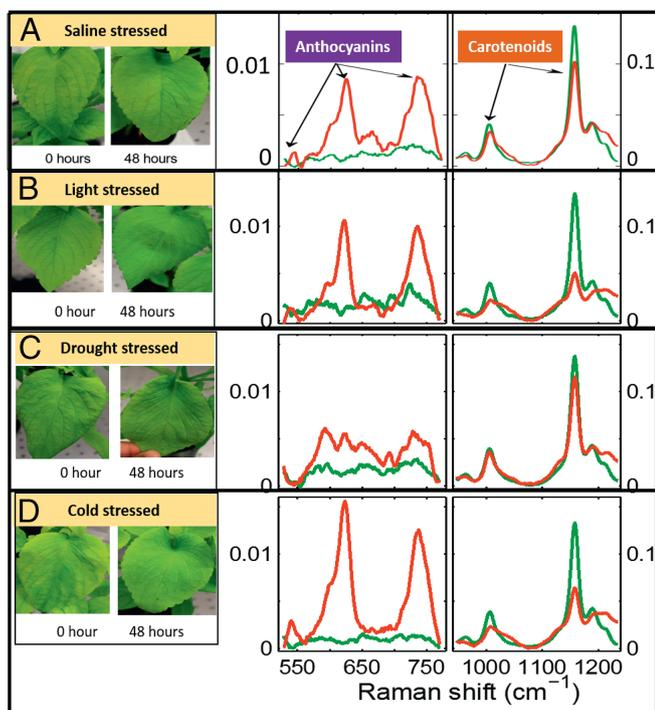 A
Saline stressed
0 hours 48 hours
Anthocyanins
Carotenoids
0.01
0
0.1
0
B
Light stressed
0 hour 48 hours
0.01
0
0.1
0
C
Drought stressed
0 hour 48 hours
0.01
0
0.1
0
D
Cold stressed
0 hour 48 hours
0.01
0
0.1
0
550 650 750 1000 1100 1200
Raman shift (cm⁻¹)